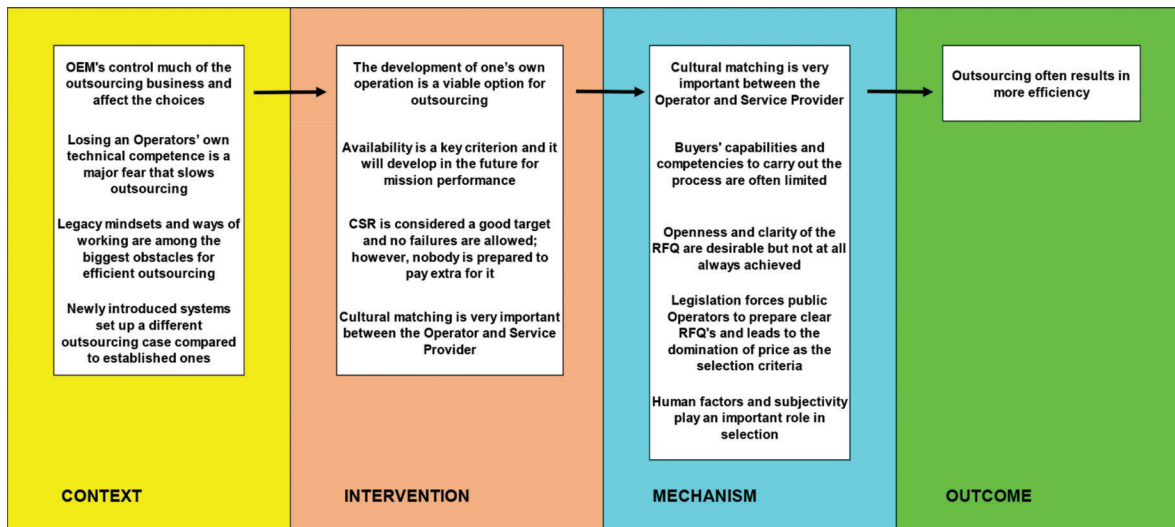 OEM's control much of the
outsourcing business and
affect the choices
Losing an Operators' own
technical competence is a
major fear that slows
outsourcing
Legacy mindsets and ways of
working are among the
biggest obstacles for
efficient outsourcing
Newly introduced systems
set up a different
outsourcing case compared
to established ones
CONTEXT
The development of one's own
operation is a viable option for
outsourcing
Availability is a key criterion and it
will develop in the future for
mission performance
CSR is considered a good target
and no failures are allowed;
however, nobody is prepared to
pay extra for it
Cultural matching is very important
between the Operator and Service
Provider
INTERVENTION
Cultural matching is very
important between the
Operator and Service
Provider
Buyers' capabilities and
competencies to carry out the
process are often limited
Openness and clarity of the
RFQ are desirable but not at all
always achieved
Legislation forces public
Operators to prepare clear
RFQ's and leads to the
domination of price as the
selection criteria
Human factors and subjectivity
play an important role in
selection
MECHANISM
Outsourcing often results in
more efficiency
OUTCOME